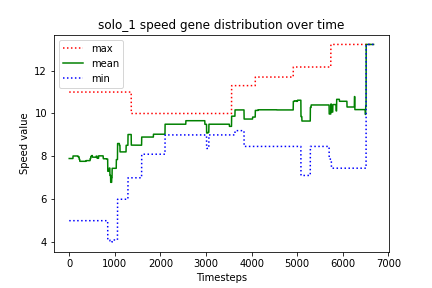 solo_1 speed gene distribution over time
max
mean
min
Speed value
12
10
8
6
4
0 1000 2000 3000 4000 5000 6000 7000
Timesteps